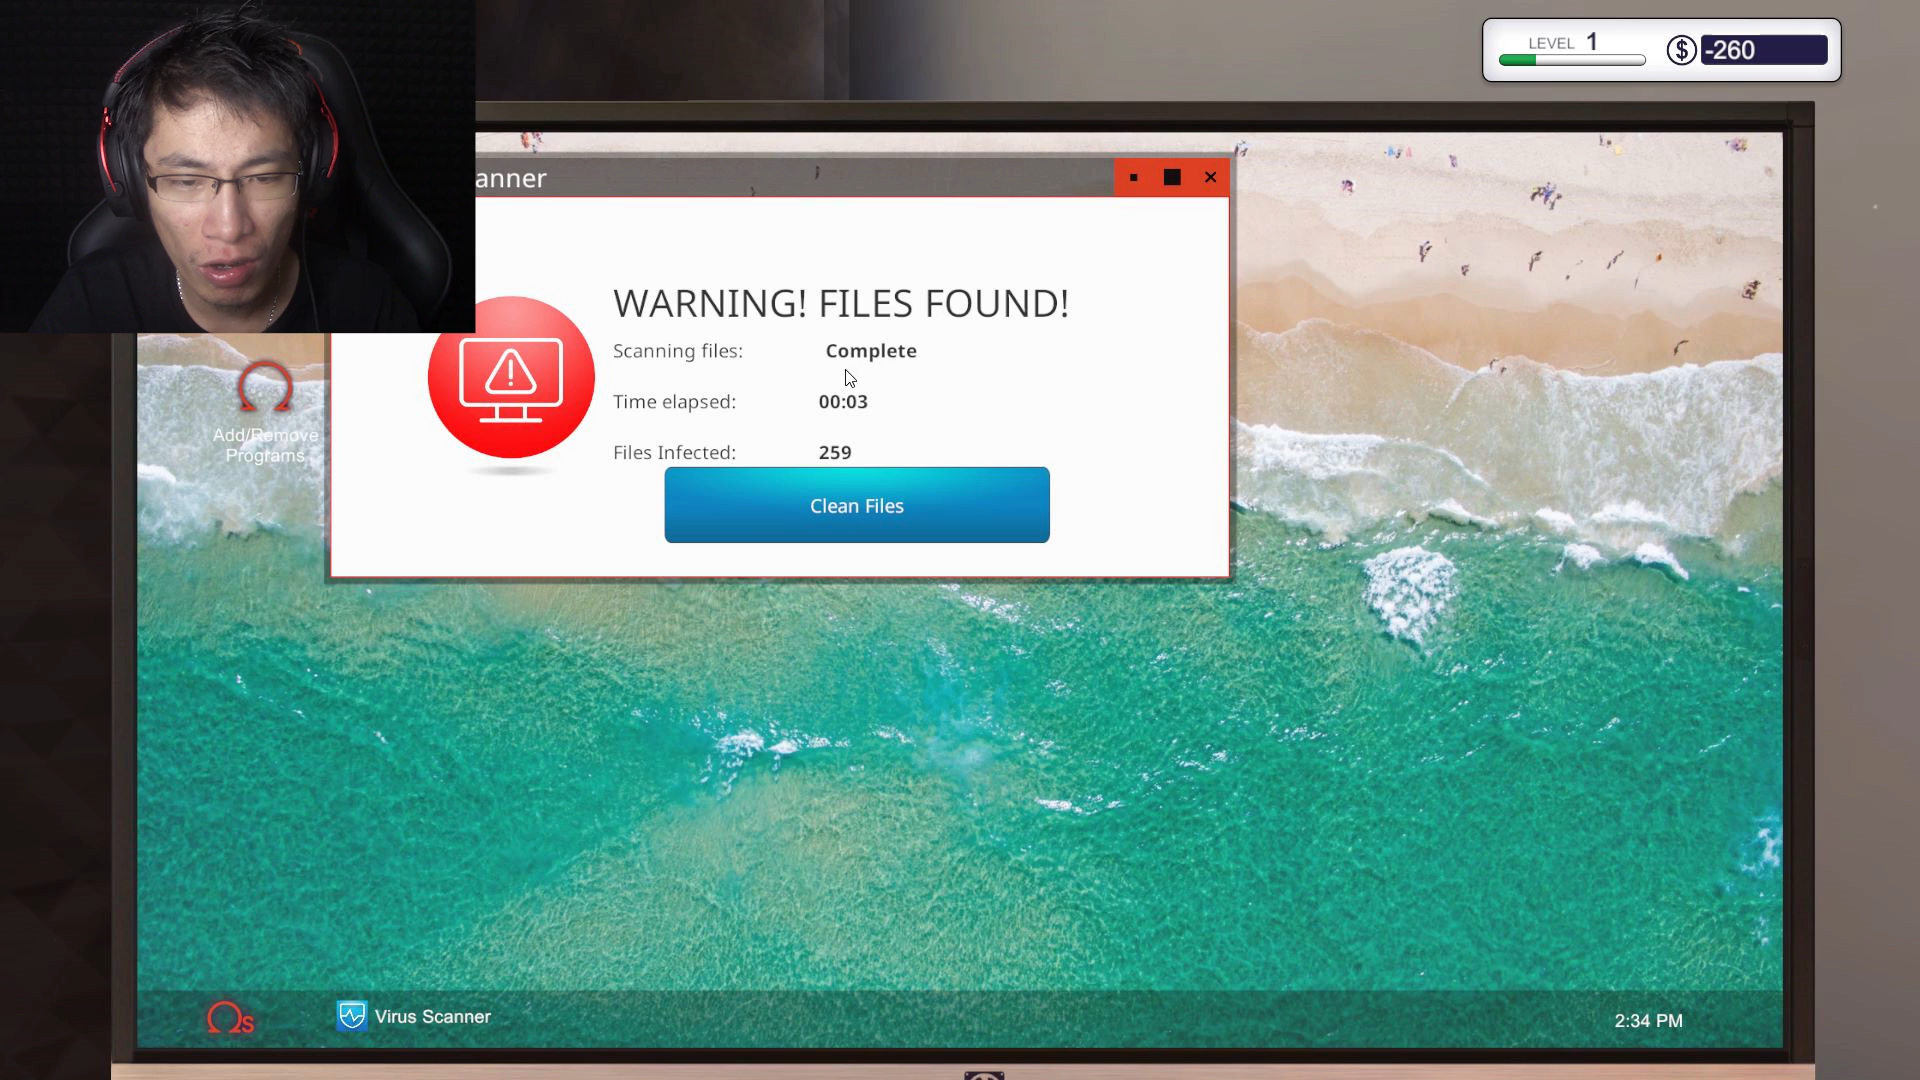 LEVEL 1
$ -260
anner
WARNING! FILES FOUND!
Scanning files: Complete
Time elapsed: 00:03
Files Infected: 259
Clean Files
Add/Remove
Programs
Ωs
Virus Scanner
2:34 PM